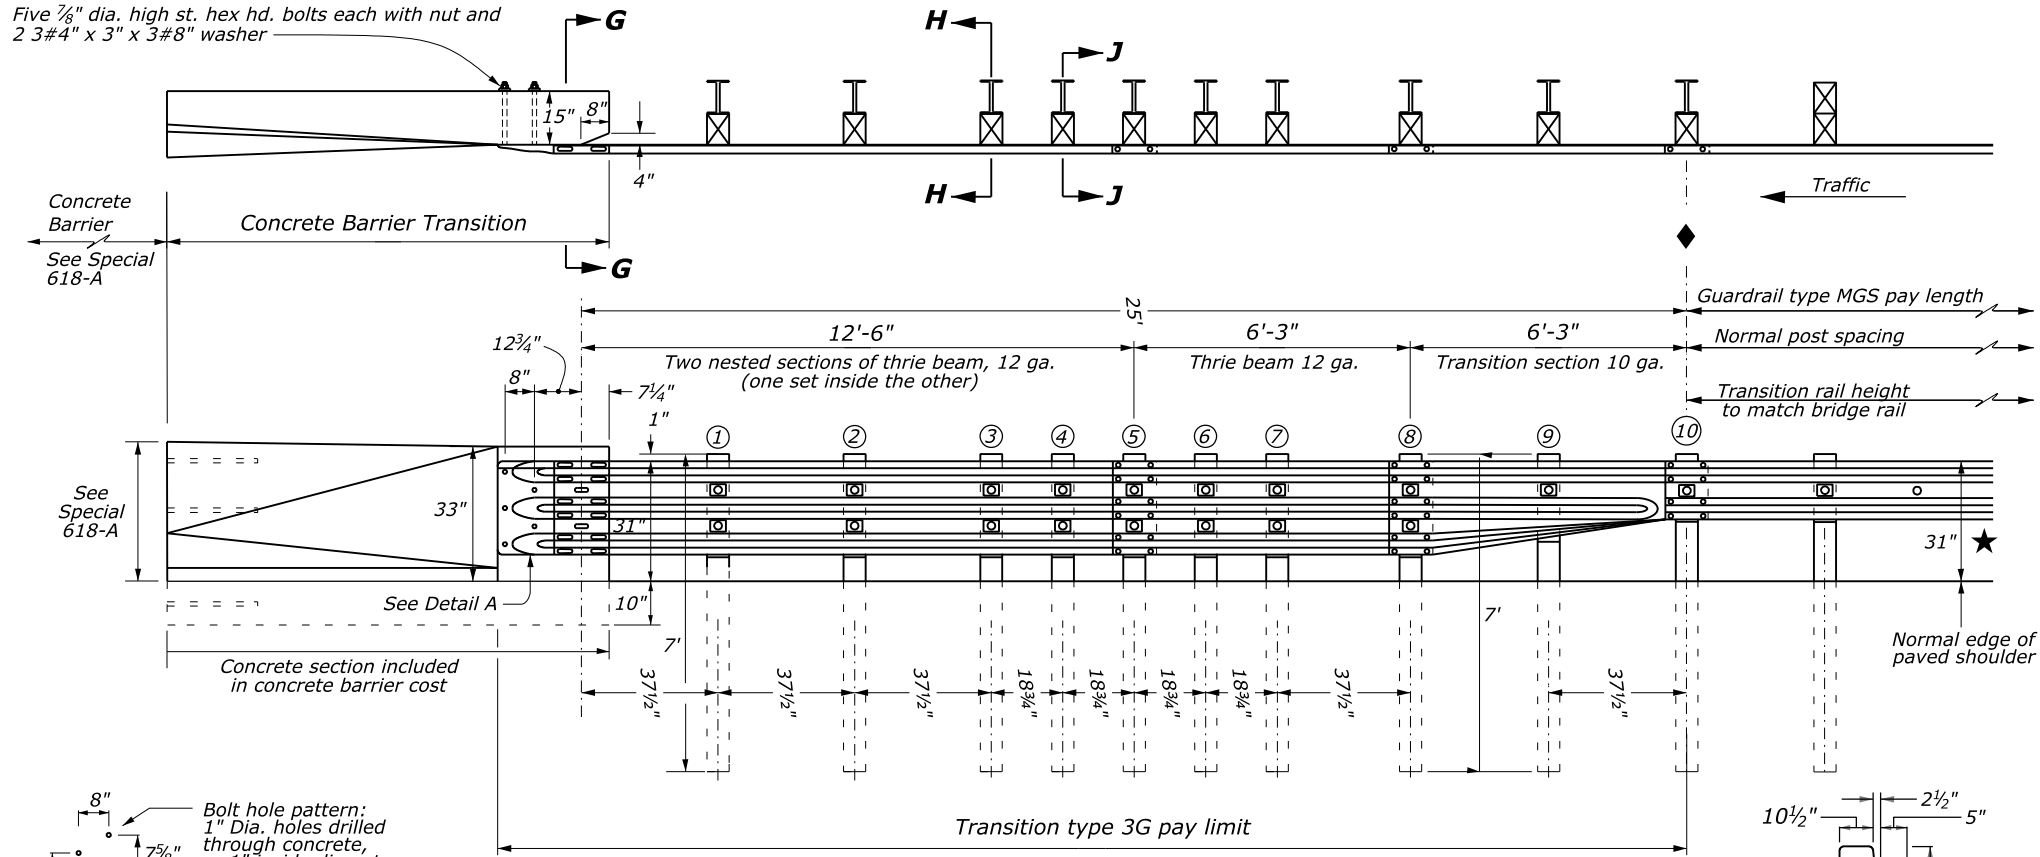 Five 7/8" dia. high st. hex hd. bolts each with nut and
2 3#4" x 3" x 3#8" washer
G
H
J
15"
8"
4"
H
J
Traffic
Concrete
Barrier
Concrete Barrier Transition
See Special
618-A
G
25'
Guardrail type MGS pay length
12'-6"
6'-3"
6'-3"
Normal post spacing
12¾"
Two nested sections of thrie beam, 12 ga.
(one set inside the other)
Thrie beam 12 ga.
Transition section 10 ga.
8"
7¼"
Transition rail height
to match bridge rail
1"
1
2
3
4
5
6
7
8
9
10
See
Special
618-A
33"
31"
31"
See Detail A
10"
7'
7'
Normal edge of
paved shoulder
Concrete section included
in concrete barrier cost
37½"
37½"
37½"
18¾"
18¾"
18¾"
18¾"
37½"
37½"
8"
Bolt hole pattern:
1" Dia. holes drilled
through concrete,
7⅝"
Transition type 3G pay limit
2½"
10½"
5"